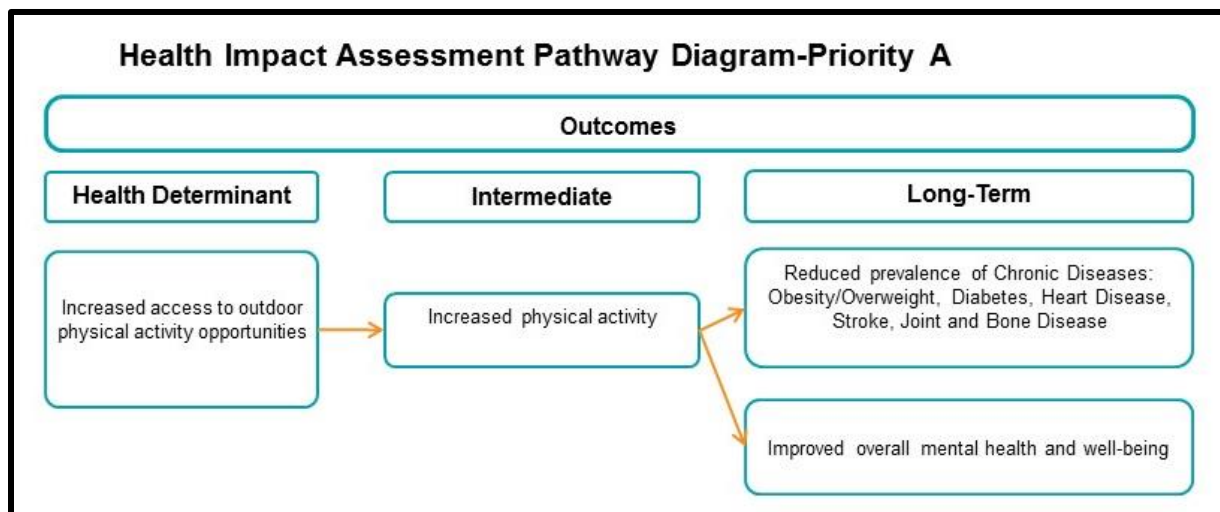 Health Impact Assessment Pathway Diagram-Priority A
Outcomes
Health Determinant
Intermediate
Long-Term
Increased access to outdoor
physical activity opportunities
Increased physical activity
Reduced prevalence of Chronic Diseases:
Obesity/Overweight, Diabetes, Heart Disease,
Stroke, Joint and Bone Disease
Improved overall mental health and well-being